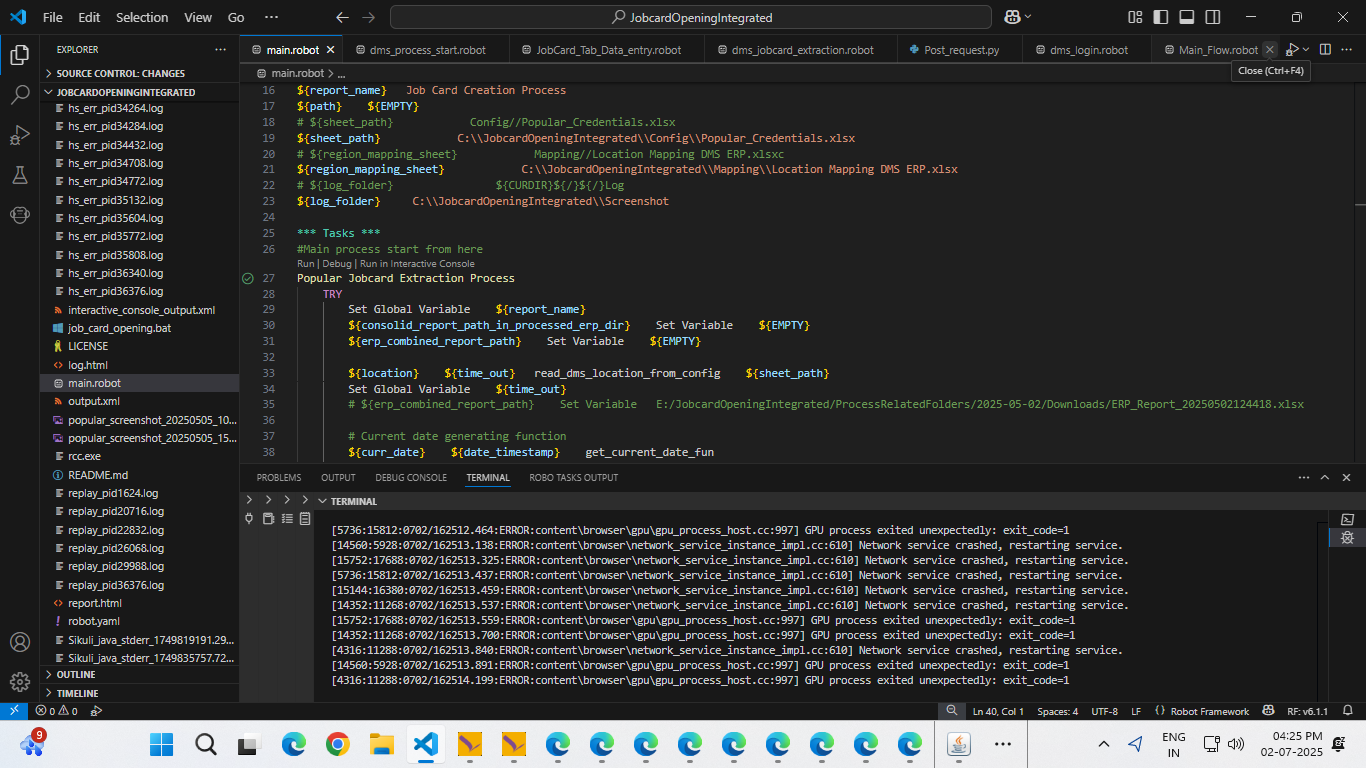 File Edit Selection View Go ···
JobcardOpeningIntegrated
EXPLORER
SOURCE CONTROL: CHANGES
JOBCARDOPENINGINTEGRATED
hs_err_pid34264.log
hs_err_pid34284.log
hs_err_pid34432.log
hs_err_pid34708.log
hs_err_pid34772.log
hs_err_pid35132.log
hs_err_pid35604.log
hs_err_pid35772.log
hs_err_pid35808.log
hs_err_pid36340.log
hs_err_pid36376.log
interactive_console_output.xml
job_card_opening.bat
LICENSE
log.html
main.robot
output.xml
popular_screenshot_20250505_10...
popular_screenshot_20250505_15...
rcc.exe
README.md
replay_pid1624.log
replay_pid20716.log
replay_pid22832.log
replay_pid26068.log
replay_pid29988.log
replay_pid36376.log
report.html
robot.yaml
Sikuli_java_stderr_1749819191.29...
Sikuli_java_stderr_1749835757.72...
OUTLINE
TIMELINE
main.robot dms_process_start.robot JobCard_Tab_Data_entry.robot dms_jobcard_extraction.robot Post_request.py dms_login.robot Main_Flow.robot
Close (Ctrl+F4)
main.robot > ...
16 ${report_name} Job Card Creation Process
17 ${path} ${EMPTY}
18 # ${sheet_path} Config//Popular_Credentials.xlsx
19 ${sheet_path} C:\\JobcardOpeningIntegrated\\Config\\Popular_Credentials.xlsx
20 # ${region_mapping_sheet} Mapping//Location Mapping DMS ERP.xlsxc
21 ${region_mapping_sheet} C:\\JobcardOpeningIntegrated\\Mapping\\Location Mapping DMS ERP.xlsx
22 # ${log_folder} ${CURDIR}${/}${/}Log
23 ${log_folder} C:\\JobcardOpeningIntegrated\\Screenshot
24
25 *** Tasks ***
26 #Main process start from here
Run | Debug | Run in Interactive Console
27 Popular Jobcard Extraction Process
28 TRY
29 Set Global Variable ${report_name}
30 ${consolid_report_path_in_processed_erp_dir} Set Variable ${EMPTY}
31 ${erp_combined_report_path} Set Variable ${EMPTY}
32
33 ${location} ${time_out} read_dms_location_from_config ${sheet_path}
34 Set Global Variable ${time_out}
35 # ${erp_combined_report_path} Set Variable E:/JobcardOpeningIntegrated/ProcessRelatedFolders/2025-05-02/Downloads/ERP_Report_20250502124418.xlsx
36
37 # Current date generating function
38 ${curr_date} ${date_timestamp} get_current_date_fun
PROBLEMS OUTPUT DEBUG CONSOLE TERMINAL ROBO TASKS OUTPUT
TERMINAL
[5736:15812:0702/162512.464:ERROR:content\browser\gpu\gpu_process_host.cc:997] GPU process exited unexpectedly: exit_code=1
[14560:5928:0702/162513.138:ERROR:content\browser\network_service_instance_impl.cc:610] Network service crashed, restarting service.
[15752:17688:0702/162513.325:ERROR:content\browser\network_service_instance_impl.cc:610] Network service crashed, restarting service.
[5736:15812:0702/162513.437:ERROR:content\browser\network_service_instance_impl.cc:610] Network service crashed, restarting service.
[15144:16380:0702/162513.459:ERROR:content\browser\network_service_instance_impl.cc:610] Network service crashed, restarting service.
[14352:11268:0702/162513.537:ERROR:content\browser\network_service_instance_impl.cc:610] Network service crashed, restarting service.
[15752:17688:0702/162513.559:ERROR:content\browser\gpu\gpu_process_host.cc:997] GPU process exited unexpectedly: exit_code=1
[14352:11268:0702/162513.700:ERROR:content\browser\gpu\gpu_process_host.cc:997] GPU process exited unexpectedly: exit_code=1
[4316:11288:0702/162513.840:ERROR:content\browser\network_service_instance_impl.cc:610] Network service crashed, restarting service.
[14560:5928:0702/162513.891:ERROR:content\browser\gpu\gpu_process_host.cc:997] GPU process exited unexpectedly: exit_code=1
[4316:11288:0702/162514.199:ERROR:content\browser\gpu\gpu_process_host.cc:997] GPU process exited unexpectedly: exit_code=1
0 0 Ln 40, Col 1 Spaces: 4 UTF-8 LF Robot Framework RF: v6.1.1
9
ENG
IN
04:25 PM
02-07-2025